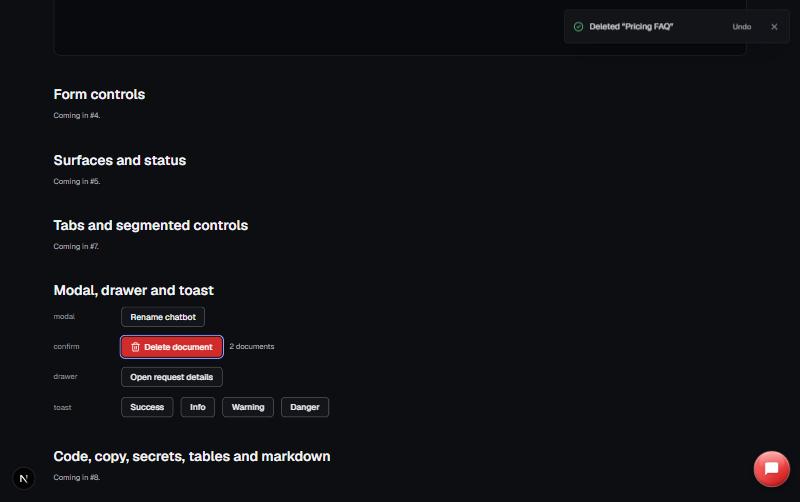 Deleted "Pricing FAQ" Undo
Form controls
Coming in #4.
Surfaces and status
Coming in #5.
Tabs and segmented controls
Coming in #7.
Modal, drawer and toast
modal Rename chatbot
confirm Delete document 2 documents
drawer Open request details
toast Success Info Warning Danger
Code, copy, secrets, tables and markdown
Coming in #8.
N